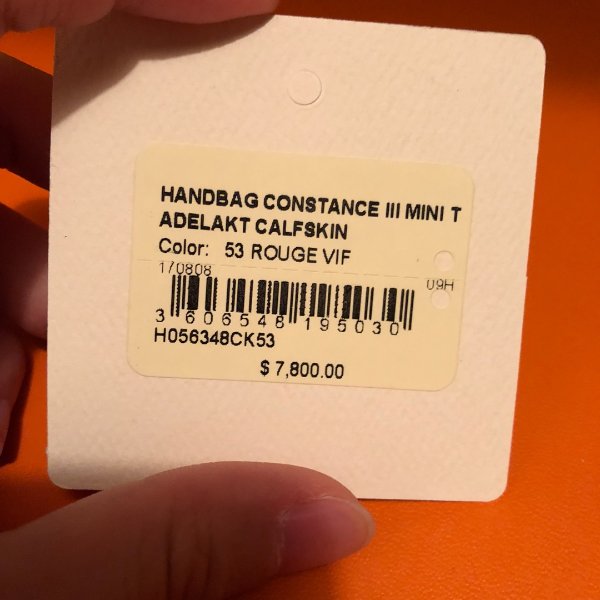 HANDBAG CONSTANCE III MINI T
ADELAKT CALFSKIN
Color: 53 ROUGE VIF
170808
09H
3 606548 195030
H056348CK53
$ 7,800.00